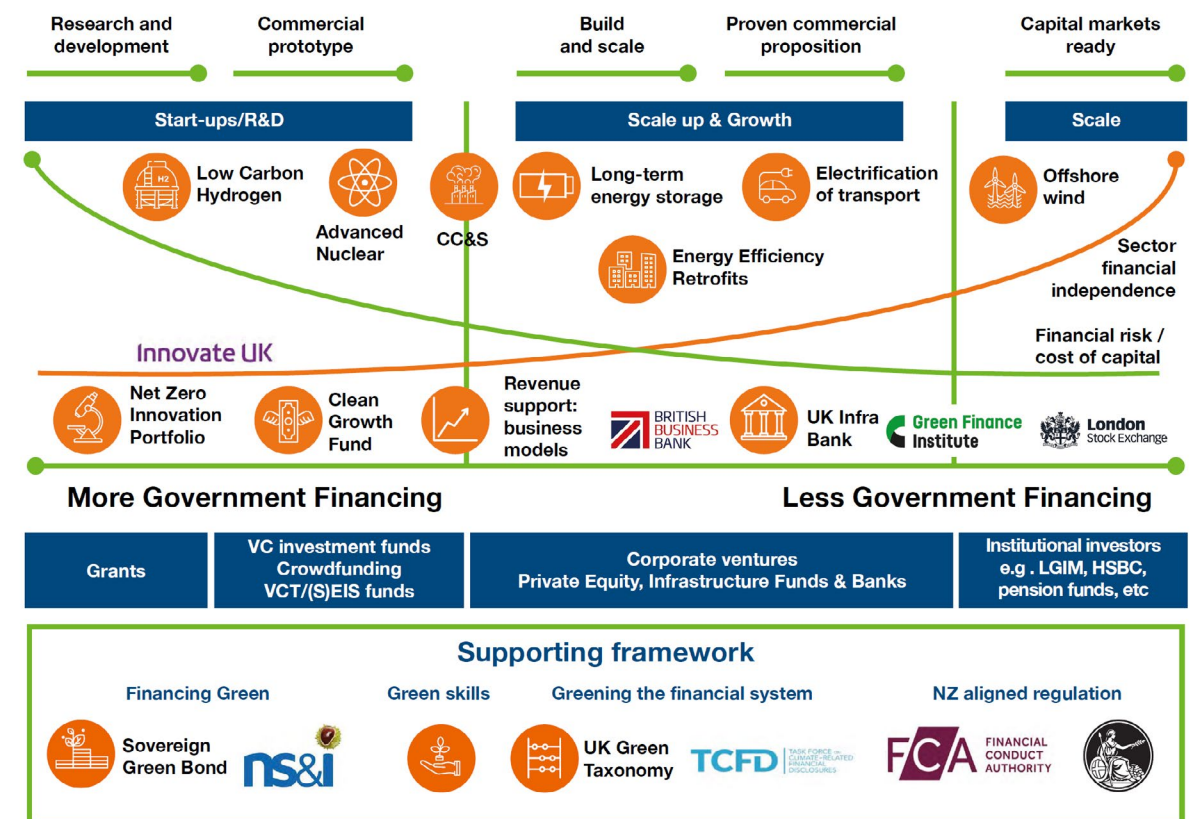 Research and
development
Commercial
prototype
Build
and scale
Proven commercial
proposition
Capital markets
ready
Start-ups/R&D
Scale up & Growth
Scale
H2
Low Carbon
Hydrogen
Advanced
Nuclear
CC&S
Long-term
energy storage
Electrification
of transport
Offshore
wind
Energy Efficiency
Retrofits
Sector
financial
independence
Financial risk /
cost of capital
Innovate UK
Net Zero
Innovation
Portfolio
Clean
Growth
Fund
Revenue
support:
business
models
BRITISH
BUSINESS
BANK
UK Infra
Bank
Green Finance
Institute
London
Stock Exchange
More Government Financing
Less Government Financing
Grants
VC investment funds
Crowdfunding
VCT/(S)EIS funds
Corporate ventures
Private Equity, Infrastructure Funds & Banks
Institutional investors
e.g . LGIM, HSBC,
pension funds, etc
Supporting framework
Financing Green
Green skills
Greening the financial system
NZ aligned regulation
Sovereign
Green Bond
ns&i
UK Green
Taxonomy
TCFD
TASK FORCE ON
CLIMATE-RELATED
FINANCIAL
DISCLOSURES
FCA
FINANCIAL
CONDUCT
AUTHORITY